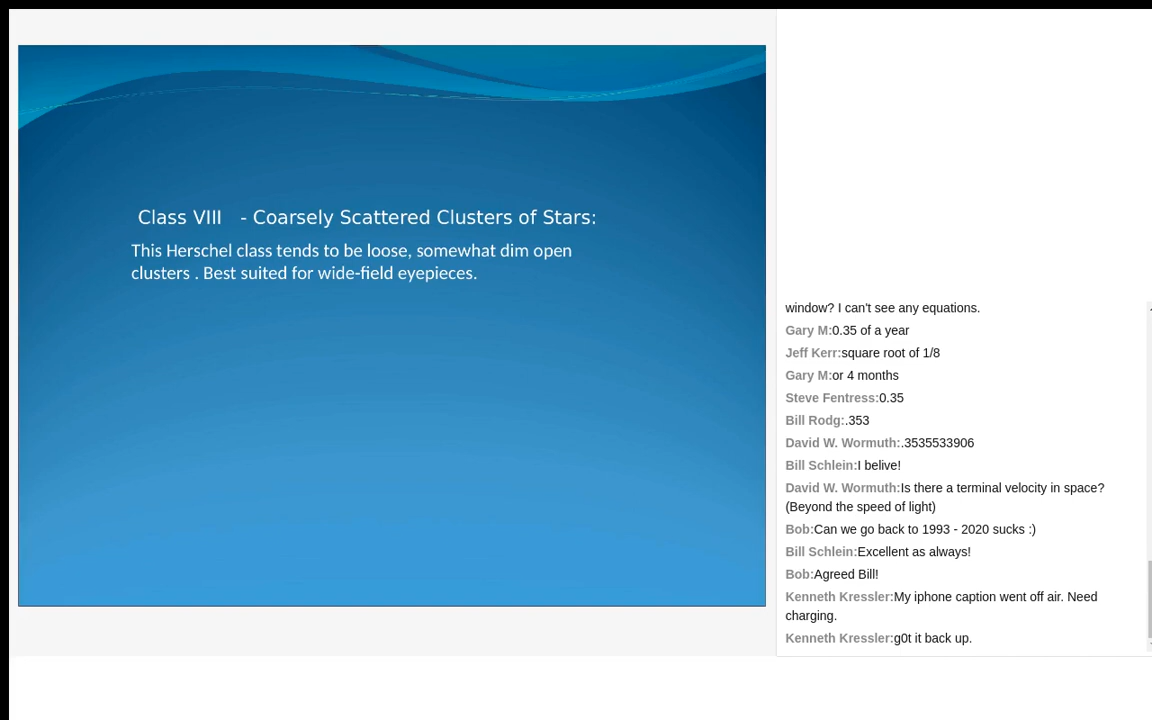 Class VIII   - Coarsely Scattered Clusters of Stars:
This Herschel class tends to be loose, somewhat dim open
clusters . Best suited for wide-field eyepieces.
window? I can't see any equations.
Gary M:0.35 of a year
Jeff Kerr:square root of 1/8
Gary M:or 4 months
Steve Fentress:0.35
Bill Rodg:.353
David W. Wormuth:.3535533906
Bill Schlein:I belive!
David W. Wormuth:Is there a terminal velocity in space?
(Beyond the speed of light)
Bob:Can we go back to 1993 - 2020 sucks :)
Bill Schlein:Excellent as always!
Bob:Agreed Bill!
Kenneth Kressler:My iphone caption went off air. Need
charging.
Kenneth Kressler:g0t it back up.